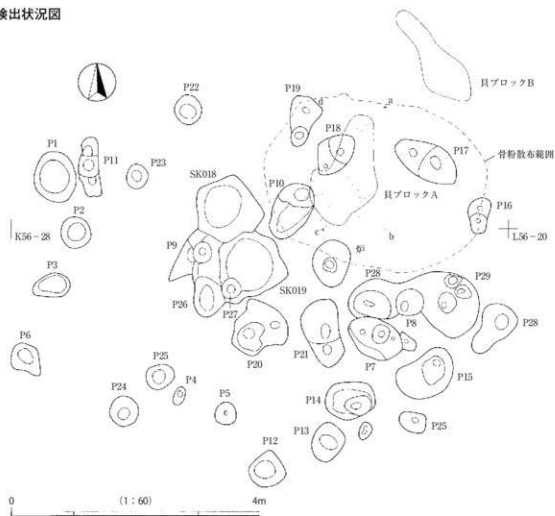 検出状況図
P22
P19
d
a
貝ブロックB
P1
P11
P18
P17
骨粉散布範囲
P23
SK018
P10
貝ブロックA
P16
P2
K56-28
c
b
L56-20
P9
炉
P3
P28
P29
P26
SK019
P27
P8
P28
P6
P20
P21
P7
P25
P4
P15
P24
P5
P14
P25
P13
P12
0
(1:60)
4m